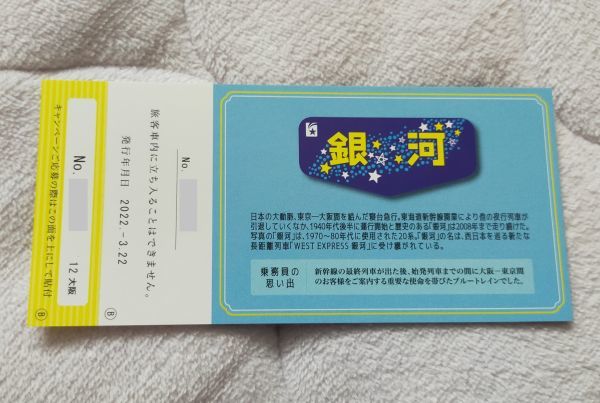 銀河
日本の大動脈、東京ー大阪間を結んだ寝台急行。東海道新幹線開業により他の夜行列車が
引退していくなか、1940年代後半に運行開始と歴史のある「銀河」は2008年まで走り続けた。
写真の「銀河」は、1970〜80年代に使用された20系。「銀河」の名は、西日本を巡る新たな
長距離列車「WEST EXPRESS 銀河」に受け継がれている。
乗務員の
思い出
新幹線の最終列車が出た後、始発列車までの間に大阪ー東京間
のお客様をご案内する重要な使命を帯びたブルートレインでした。
No.
旅客車内に立ち入ることはできません。
発行年月日 2022.-3.22
Ⓑ
No.
12 大阪
キャンペーンご応募の際はこの面を上にして貼付
Ⓑ